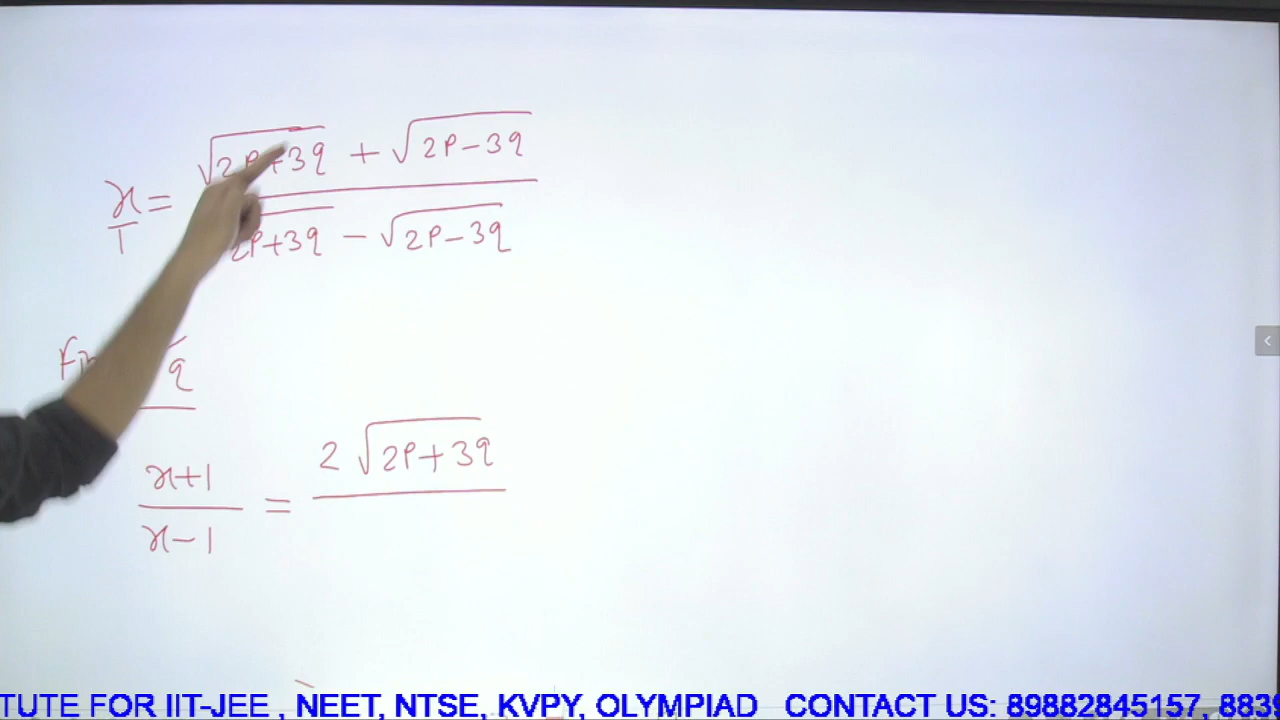 x/1 = (√(2P+3q) + √(2P-3q)) / (√(2P+3q) - √(2P-3q))
q
(x+1)/(x-1) = 2√(2P+3q)
TUTE FOR IIT-JEE , NEET, NTSE, KVPY, OLYMPIAD CONTACT US: 89882845157, 883